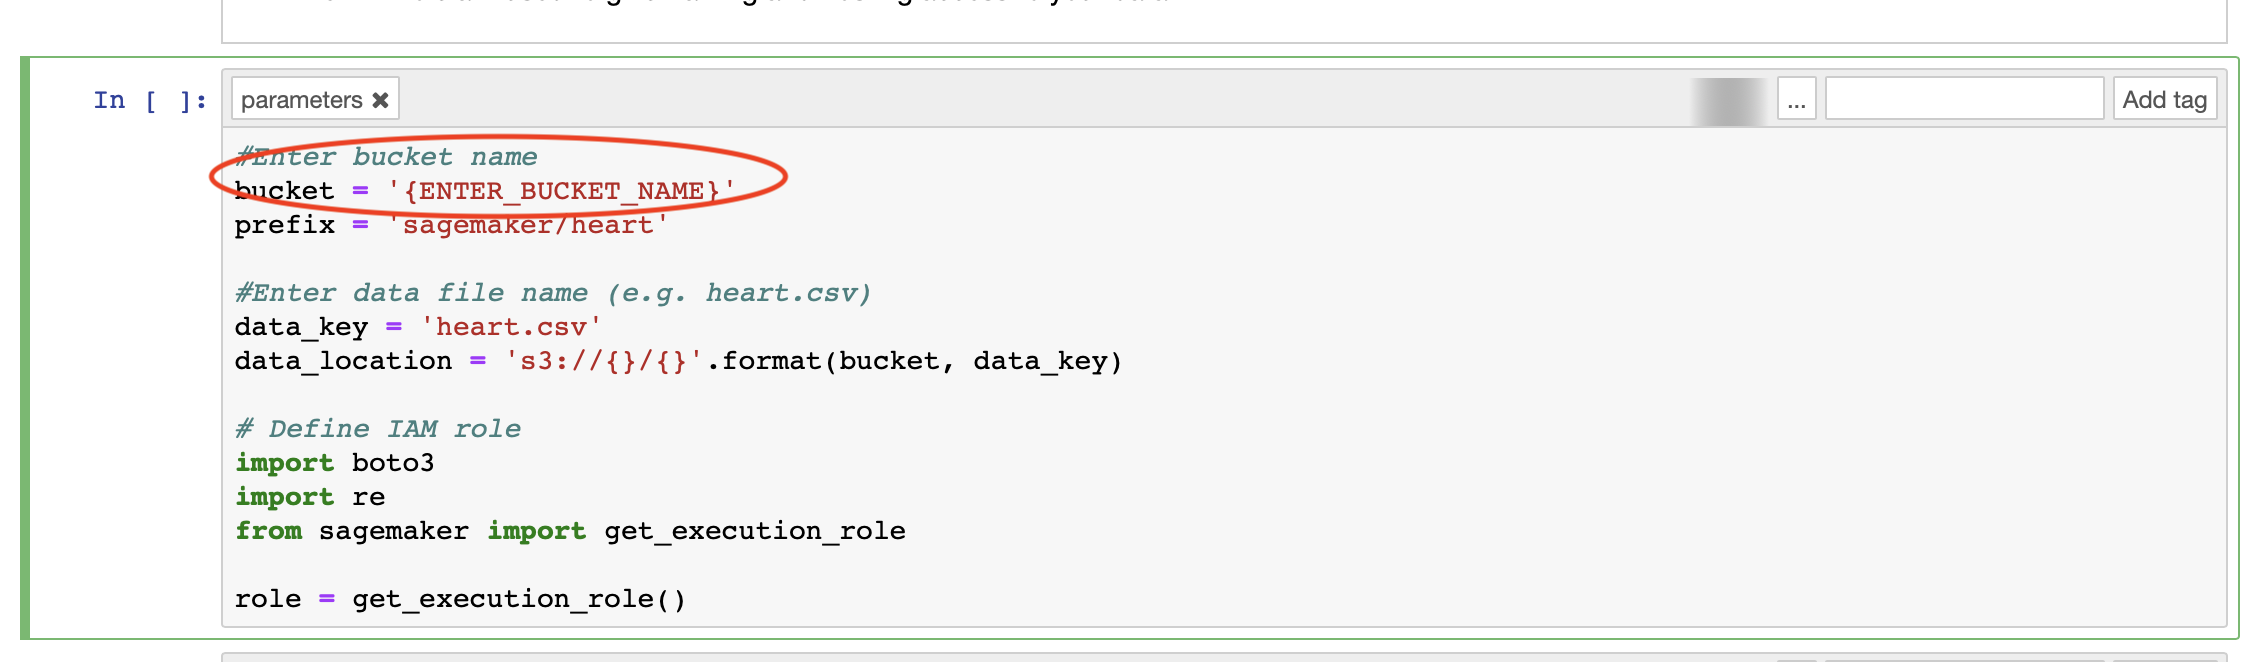 In [ ]:
parameters ✖
...
Add tag
#Enter bucket name
bucket = '{ENTER_BUCKET_NAME}'
prefix = 'sagemaker/heart'
#Enter data file name (e.g. heart.csv)
data_key = 'heart.csv'
data_location = 's3://{}/{}'.format(bucket, data_key)
# Define IAM role
import boto3
import re
from sagemaker import get_execution_role
role = get_execution_role()